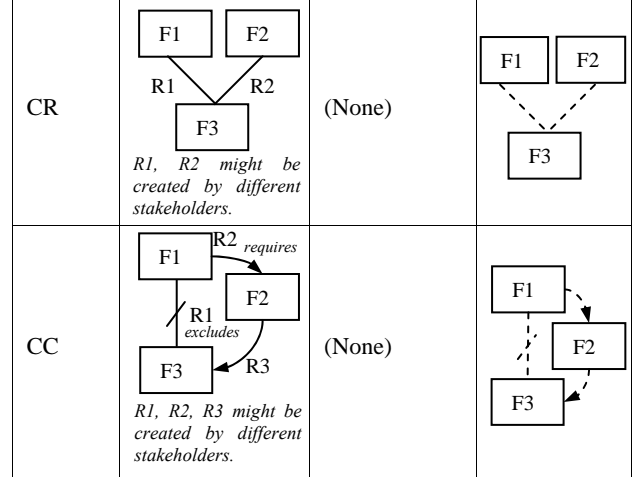 CR
F1 F2
R1 R2
F3
R1, R2 might be
created by different
stakeholders.
(None)
F1 F2
F3
CC
F1
R2 requires
F2
R1
excludes
F3
R3
R1, R2, R3 might be
created by different
stakeholders.
(None)
F1
F2
F3